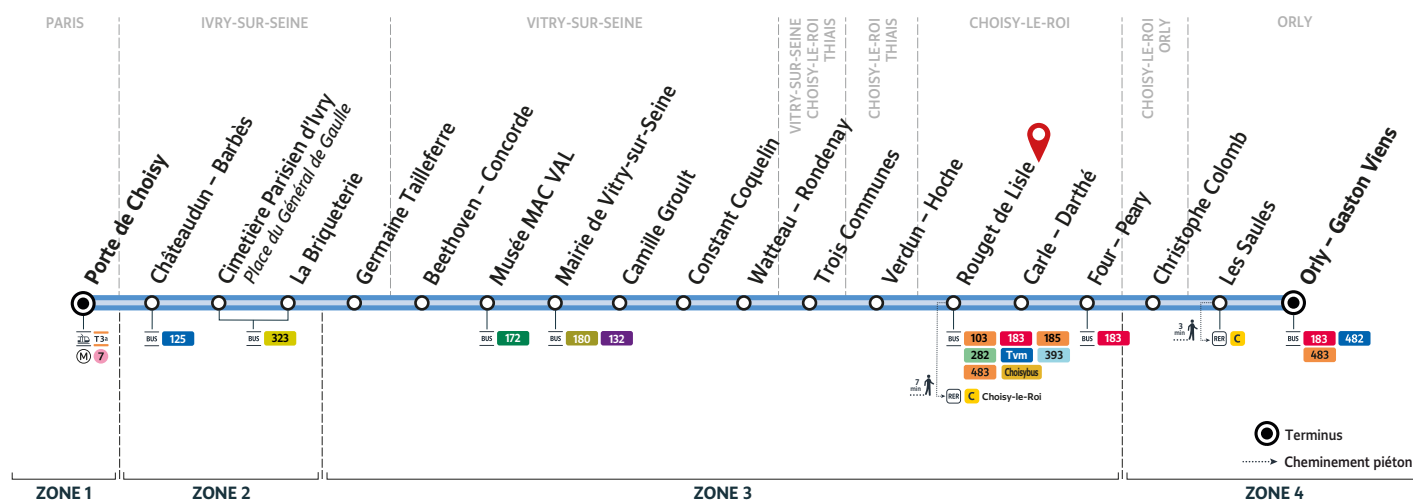 PARIS
IVRY-SUR-SEINE
VITRY-SUR-SEINE
VITRY-SUR-SEINE
CHOISY-LE-ROI
THIAIS
CHOISY-LE-ROI
THIAIS
CHOISY-LE-ROI
CHOISY-LE-ROI
ORLY
ORLY
Porte de Choisy
Châteaudun – Barbès
Cimetière Parisien d'Ivry
Place du Général de Gaulle
La Briqueterie
Germaine Tailleferre
Beethoven – Concorde
Musée MAC VAL
Mairie de Vitry-sur-Seine
Camille Groult
Constant Coquelin
Watteau – Rondenay
Trois Communes
Verdun – Hoche
Rouget de Lisle
Carle – Darthé
Four – Peary
Christophe Colomb
Les Saules
Orly – Gaston Viens
T3a
M 7
BUS 125
BUS 323
BUS 172
BUS 180 132
BUS 103 183 185
282 Tvm 393
483 Choisybus
7 min
RER C Choisy-le-Roi
BUS 183
3 min
RER C
BUS 183 482
483
Terminus
Cheminement piéton
ZONE 1
ZONE 2
ZONE 3
ZONE 4